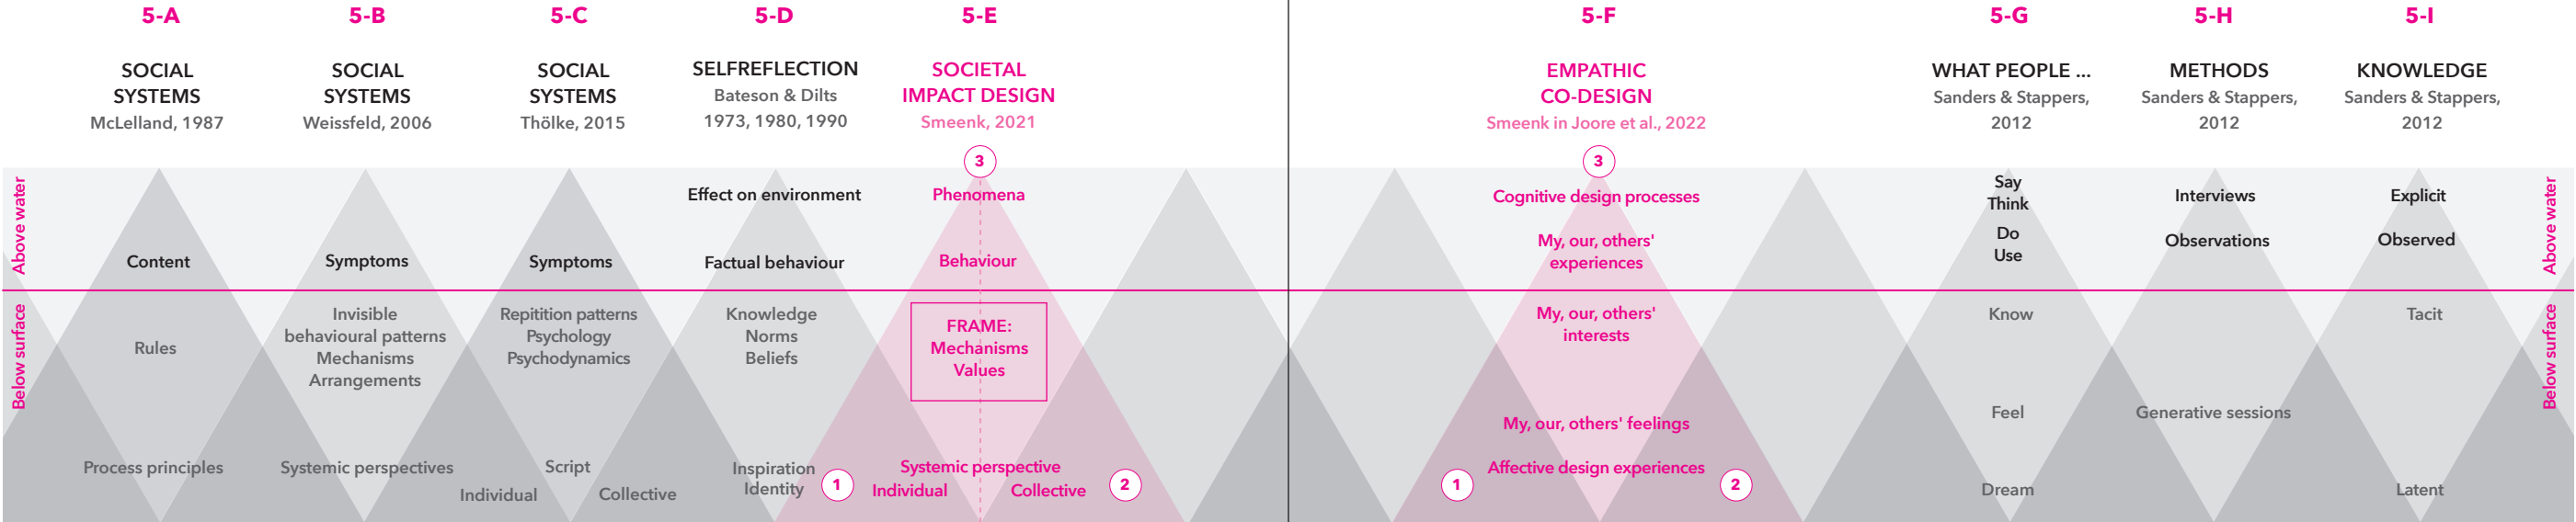 5-A
SOCIAL
SYSTEMS
McLelland, 1987
Content
Rules
Process principles
5-B
SOCIAL
SYSTEMS
Weissfeld, 2006
Symptoms
Invisible
behavioural patterns
Mechanisms
Arrangements
Systemic perspectives
5-C
SOCIAL
SYSTEMS
Thölke, 2015
Symptoms
Repitition patterns
Psychology
Psychodynamics
Script
Individual
Collective
5-D
SELFREFLECTION
Bateson & Dilts
1973, 1980, 1990
Effect on environment
Factual behaviour
Knowledge
Norms
Beliefs
Inspiration
Identity
5-E
SOCIETAL
IMPACT DESIGN
Smeenk, 2021
3
Phenomena
Behaviour
FRAME:
Mechanisms
Values
Systemic perspective
1
Individual
Collective
2
5-F
EMPATHIC
CO-DESIGN
Smeenk in Joore et al., 2022
3
Cognitive design processes
My, our, others'
experiences
My, our, others'
interests
My, our, others' feelings
Affective design experiences
1
2
5-G
WHAT PEOPLE ...
Sanders & Stappers,
2012
Say
Think
Do
Use
Know
Feel
Dream
5-H
METHODS
Sanders & Stappers,
2012
Interviews
Observations
Generative sessions
5-I
KNOWLEDGE
Sanders & Stappers,
2012
Explicit
Observed
Tacit
Latent
Above water
Below surface
Above water
Below surface